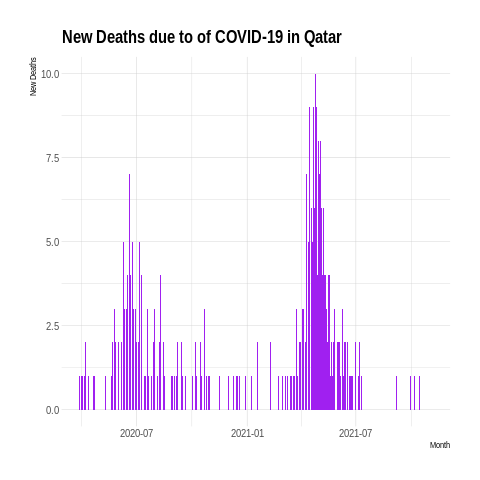 New Deaths due to of COVID-19 in Qatar
New Deaths
10.0
7.5
5.0
2.5
0.0
2020-07
2021-01
2021-07
Month